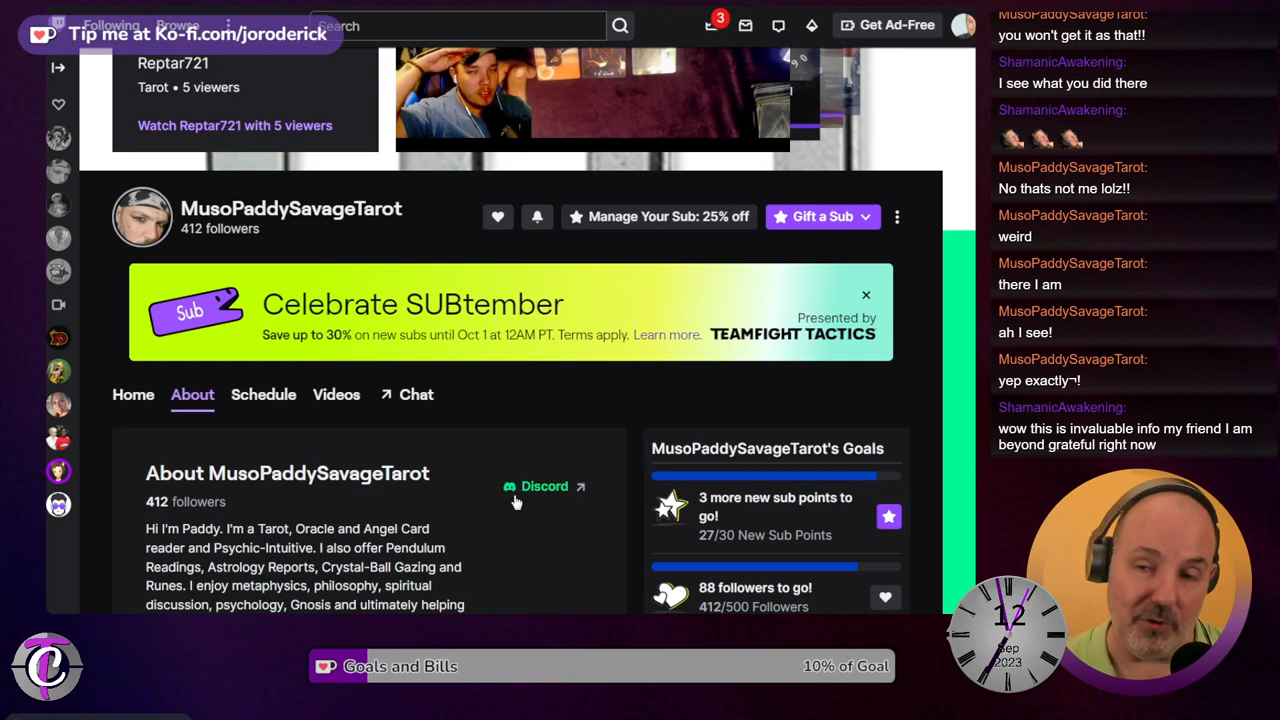 Following
Browse
Search
Tip me at Ko-fi.com/joroderick
3
Get Ad-Free
Reptar721
Tarot • 5 viewers
Watch Reptar721 with 5 viewers
MusoPaddySavageTarot
412 followers
Manage Your Sub: 25% off
Gift a Sub
Sub
Celebrate SUBtember
Save up to 30% on new subs until Oct 1 at 12AM PT. Terms apply. Learn more.
Presented by
TEAMFIGHT TACTICS
Home
About
Schedule
Videos
Chat
About MusoPaddySavageTarot
412 followers
Discord
Hi I'm Paddy. I'm a Tarot, Oracle and Angel Card
reader and Psychic-Intuitive. I also offer Pendulum
Readings, Astrology Reports, Crystal-Ball Gazing and
Runes. I enjoy metaphysics, philosophy, spiritual
discussion, psychology, Gnosis and ultimately helping
MusoPaddySavageTarot's Goals
3 more new sub points to
go!
27/30 New Sub Points
88 followers to go!
412/500 Followers
MusoPaddySavageTarot:
you won't get it as that!!
ShamanicAwakening:
I see what you did there
ShamanicAwakening:
MusoPaddySavageTarot:
No thats not me lolz!!
MusoPaddySavageTarot:
weird
MusoPaddySavageTarot:
there I am
MusoPaddySavageTarot:
ah I see!
MusoPaddySavageTarot:
yep exactly¬!
ShamanicAwakening:
wow this is invaluable info my friend I am
beyond grateful right now
12
Sep
2023
TC
Goals and Bills
10% of Goal